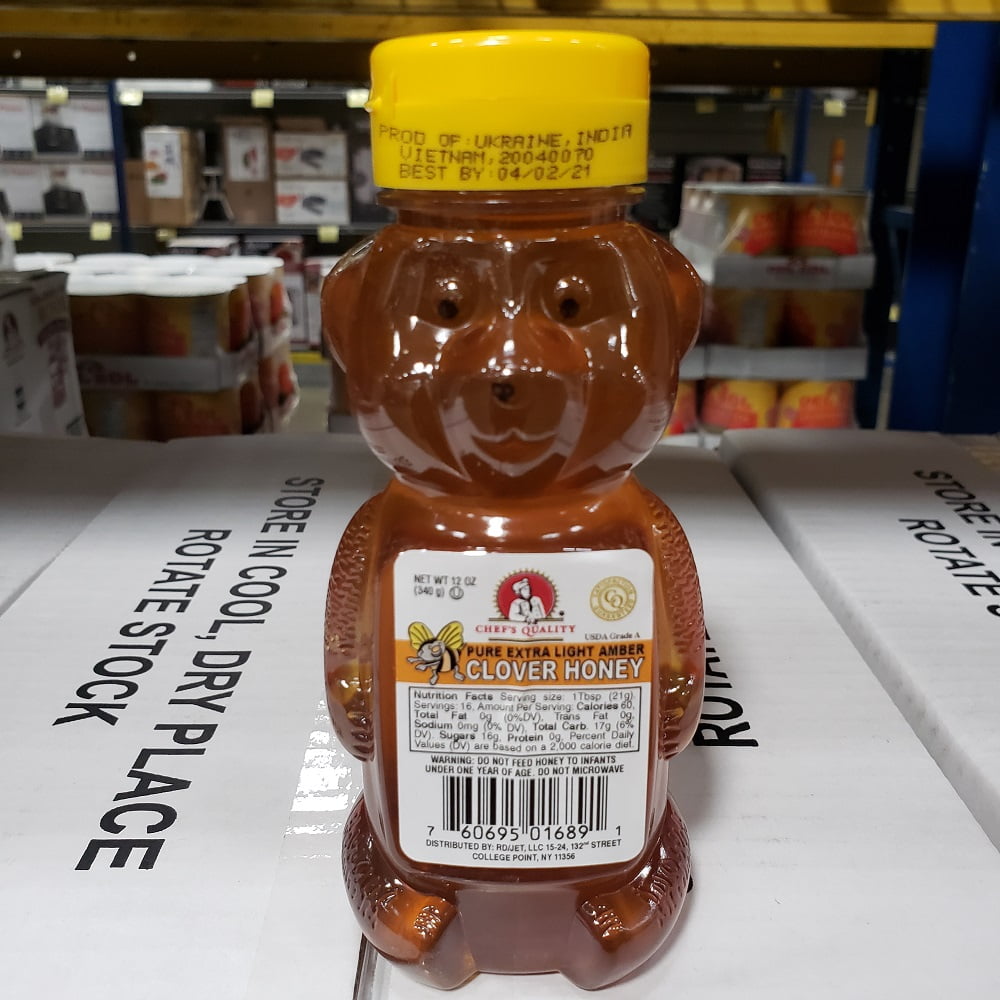 PROD OF:UKRAINE,INDIA
VIETNAM,20040070
BEST BY:04/02/21
NET WT 12 OZ
(340 g) U
CHEF'S QUALITY
USDA Grade A
PURE EXTRA LIGHT AMBER
CLOVER HONEY
Nutrition Facts Serving size: 1Tbsp (21g),
Servings: 16, Amount Per Serving: Calories 60,
Total Fat 0g (0%DV), Trans Fat 0g,
Sodium 0mg (0% DV), Total Carb. 17g (6%
DV), Sugars 16g, Protein 0g, Percent Daily
Values (DV) are based on a 2,000 calorie diet.
WARNING: DO NOT FEED HONEY TO INFANTS
UNDER ONE YEAR OF AGE. DO NOT MICROWAVE
7 60695 01689 1
DISTRIBUTED BY: RD/JET, LLC 15-24, 132nd STREET
COLLEGE POINT, NY 11356
STORE IN COOL, DRY PLACE
ROTATE STOCK
STORE IN
ROTATE S